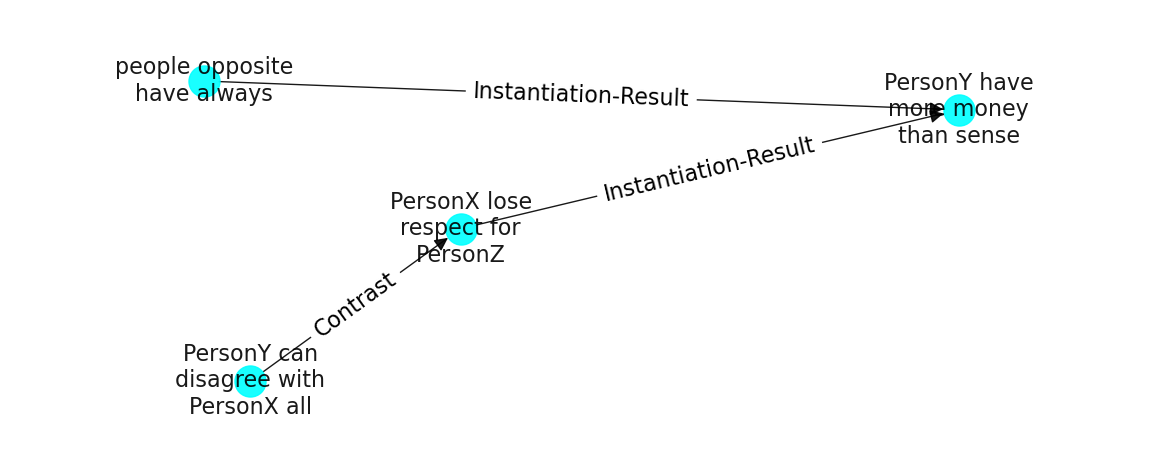 people opposite
have always
Instantiation-Result
PersonY have
more money
than sense
Instantiation-Result
PersonX lose
respect for
PersonZ
Contrast
PersonY can
disagree with
PersonX all